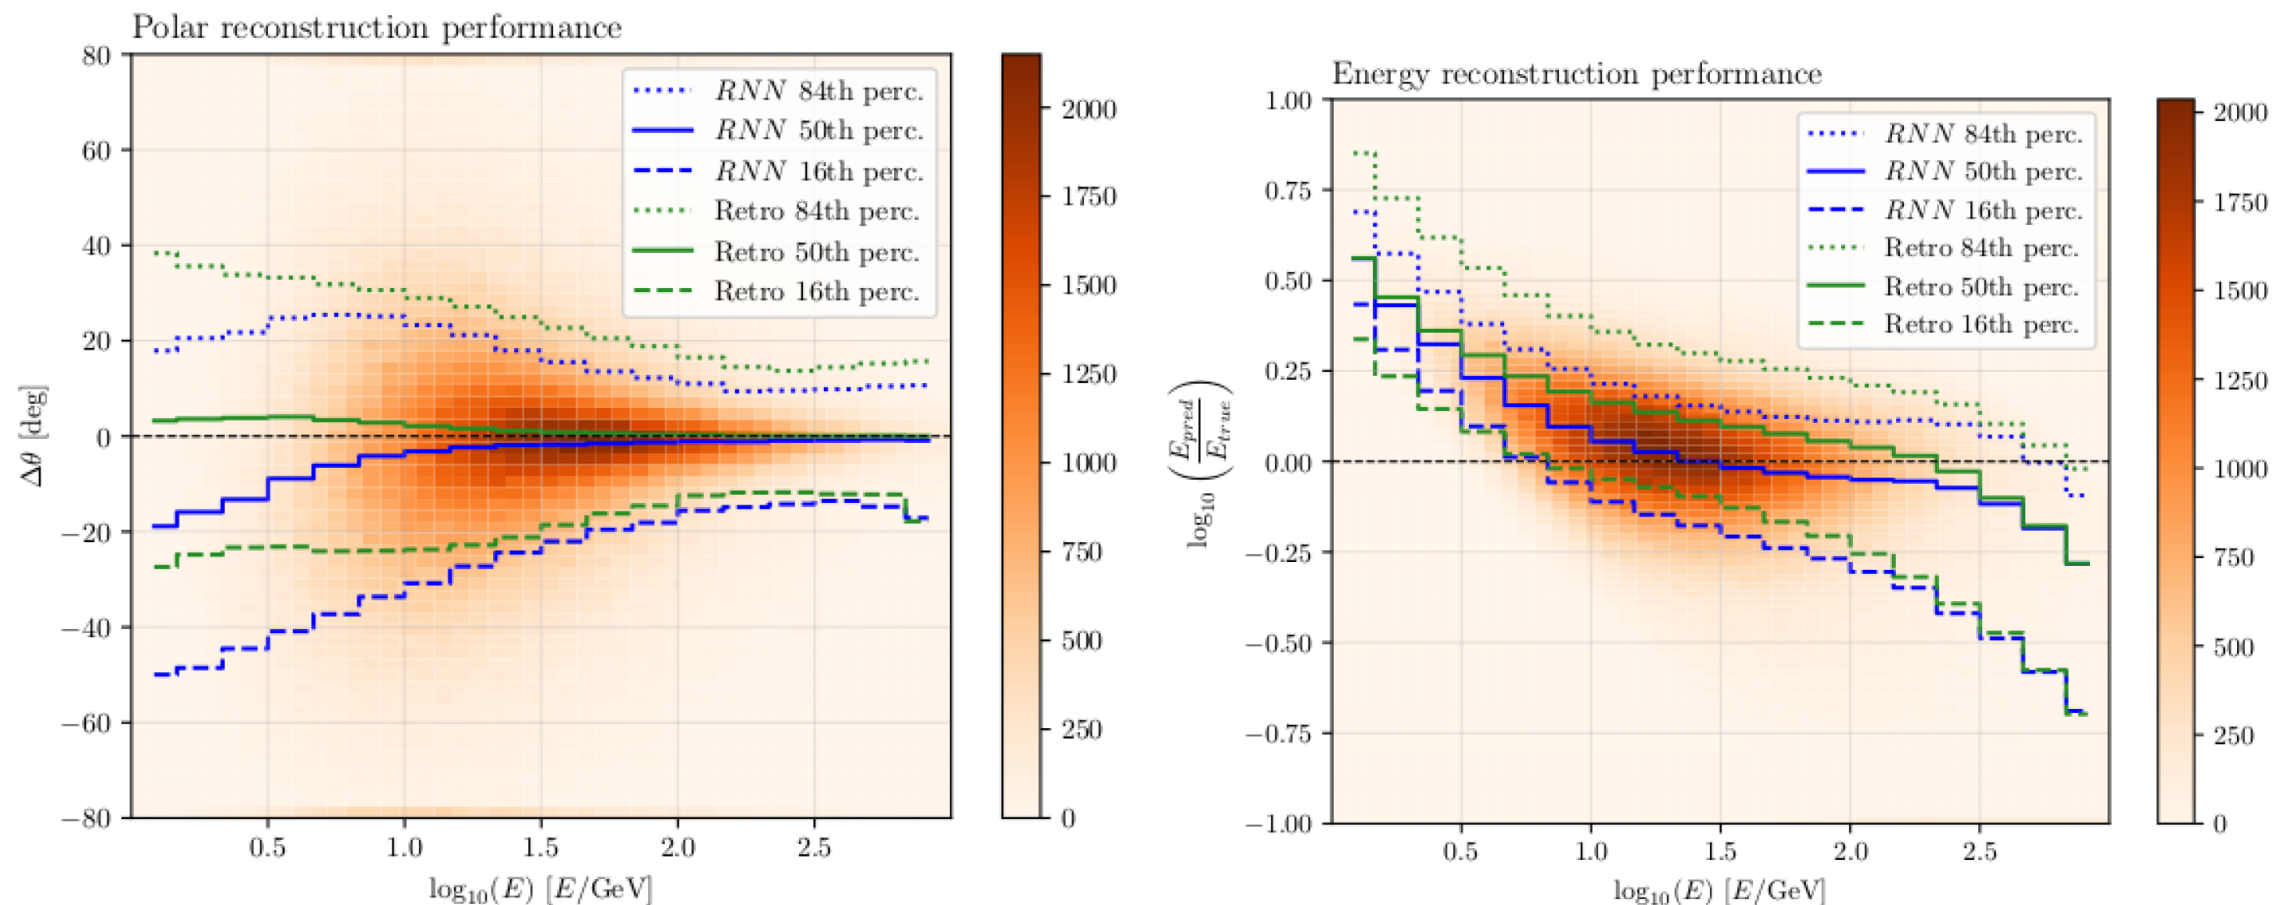 Polar reconstruction performance
80
60
40
20
0
−20
−40
−60
−80
Δθ [deg]
0.5 1.0 1.5 2.0 2.5
log10(E) [E/GeV]
RNN 84th perc.
RNN 50th perc.
RNN 16th perc.
Retro 84th perc.
Retro 50th perc.
Retro 16th perc.
2000
1750
1500
1250
1000
750
500
250
0
Energy reconstruction performance
1.00
0.75
0.50
0.25
0.00
−0.25
−0.50
−0.75
−1.00
log10(Epred/Etrue)
0.5 1.0 1.5 2.0 2.5
log10(E) [E/GeV]
RNN 84th perc.
RNN 50th perc.
RNN 16th perc.
Retro 84th perc.
Retro 50th perc.
Retro 16th perc.
2000
1750
1500
1250
1000
750
500
250
0